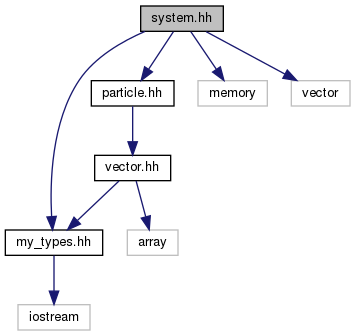 system.hh
particle.hh
memory
vector
vector.hh
my_types.hh
array
iostream